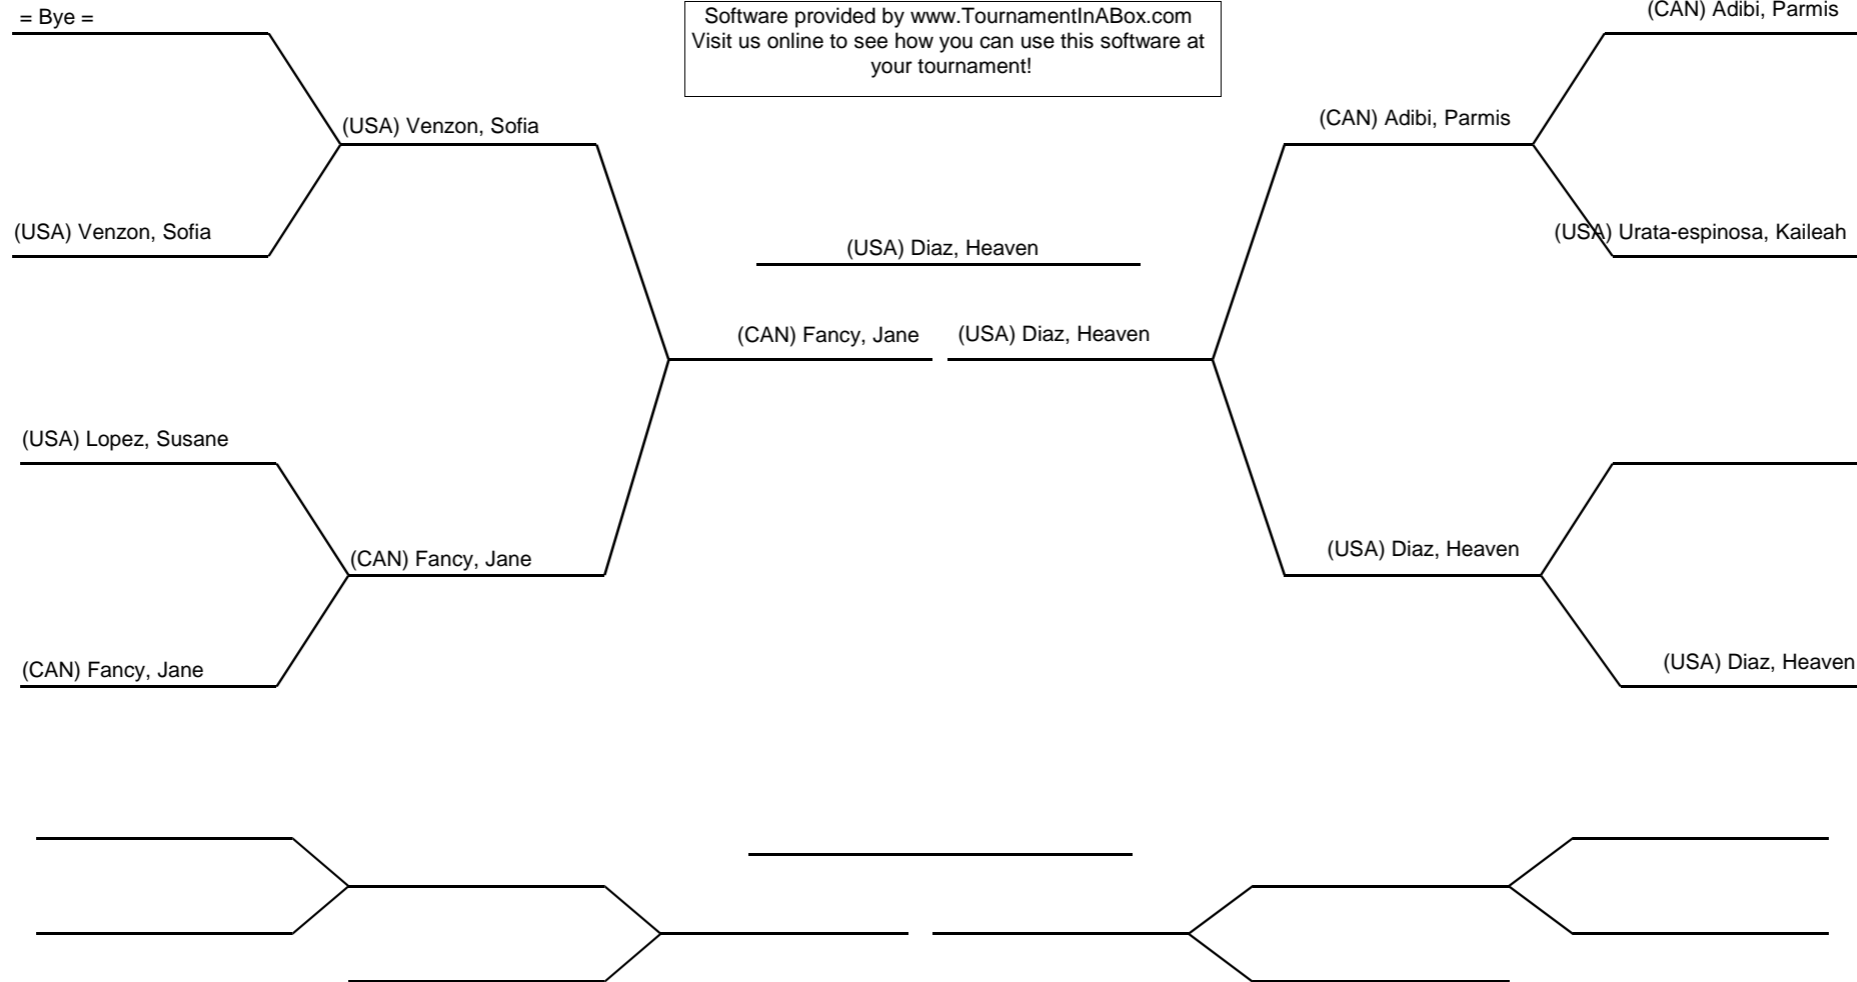 = Bye =
Software provided by www.TournamentInABox.com
Visit us online to see how you can use this software at
your tournament!
(CAN) Adibi, Parmis
(USA) Venzon, Sofia
(CAN) Adibi, Parmis
(USA) Venzon, Sofia
(USA) Diaz, Heaven
(USA) Urata-espinosa, Kaileah
(CAN) Fancy, Jane
(USA) Diaz, Heaven
(USA) Lopez, Susane
(CAN) Fancy, Jane
(USA) Diaz, Heaven
(CAN) Fancy, Jane
(USA) Diaz, Heaven